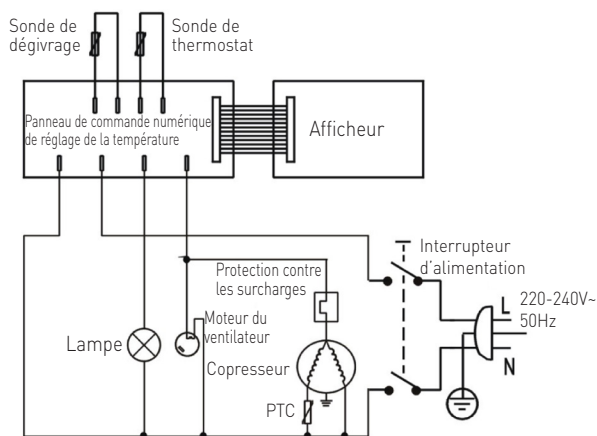 Sonde de
dégivrage
Sonde de
thermostat
Panneau de commande numérique
de réglage de la température
Afficheur
Interrupteur
d'alimentation
Protection contre
les surcharges
L
220-240V~
50Hz
N
Moteur du
ventilateur
Lampe
Copresseur
PTC